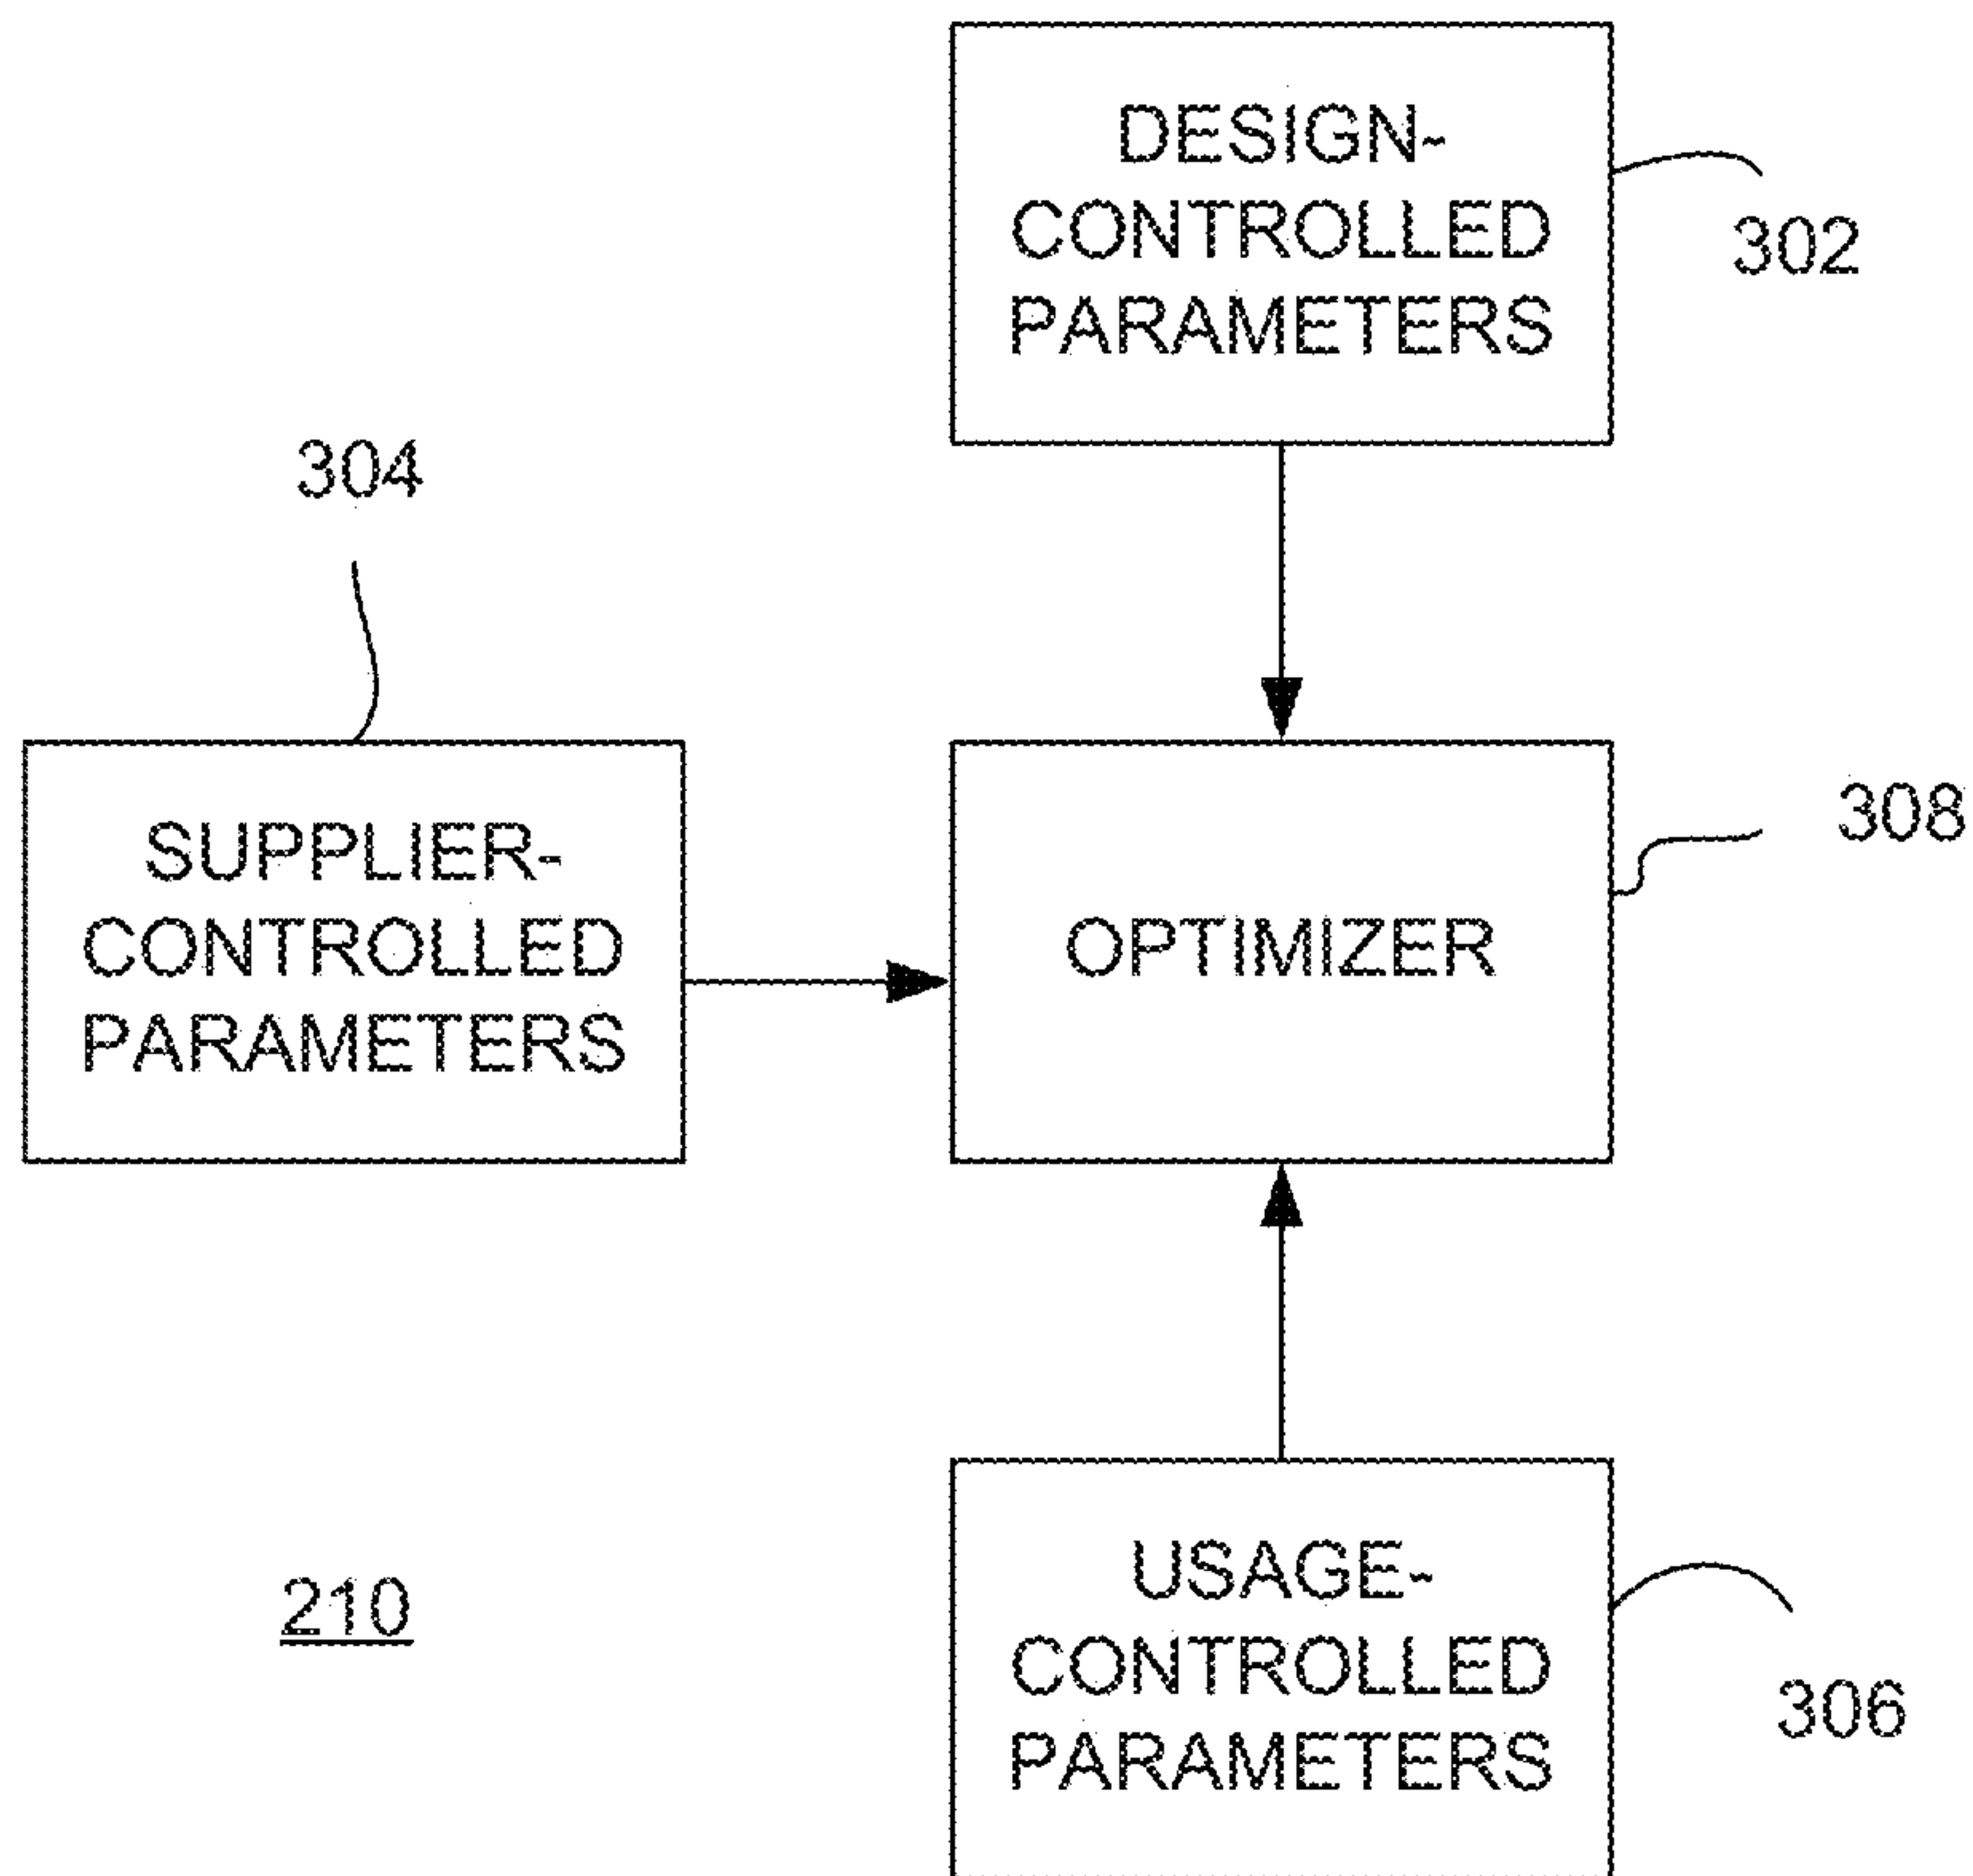 DESIGN-
CONTROLLED
PARAMETERS
302
304
SUPPLIER-
CONTROLLED
PARAMETERS
OPTIMIZER
308
USAGE-
CONTROLLED
PARAMETERS
306
210